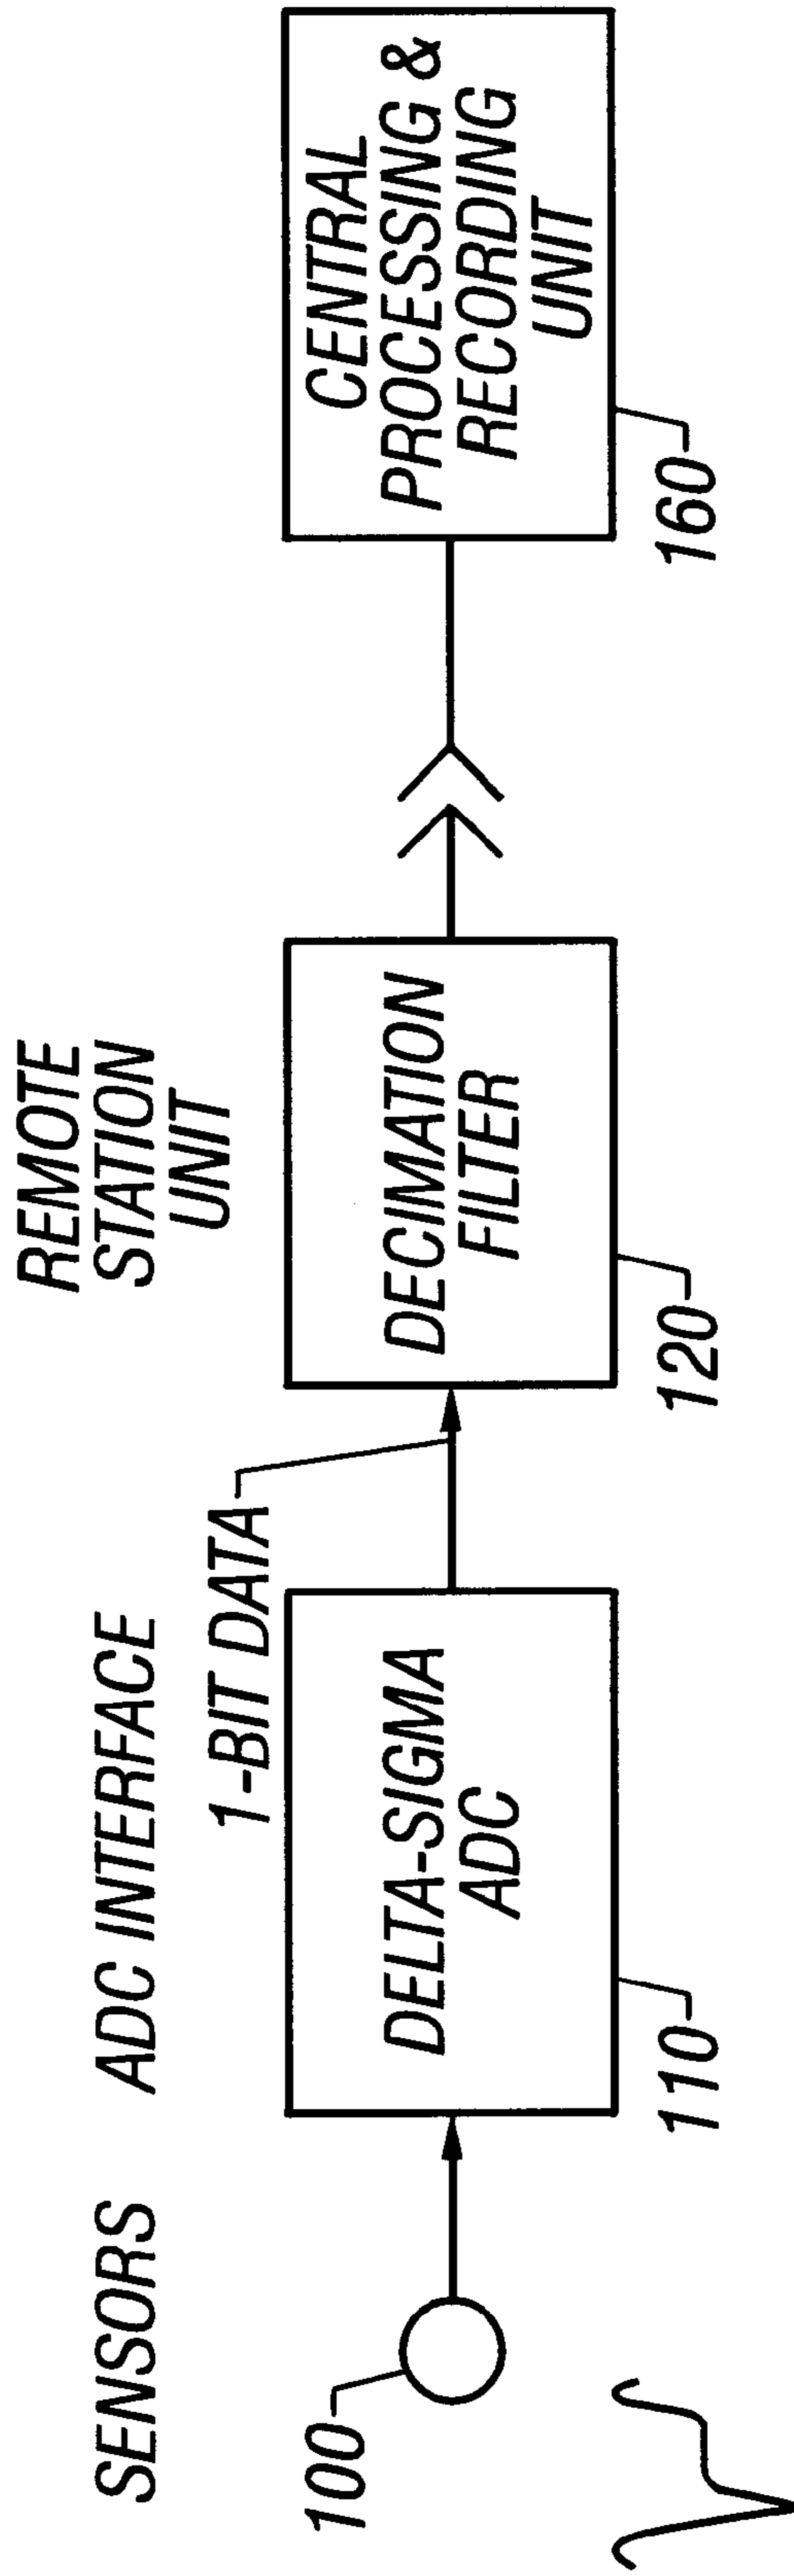 SENSORS
ADC INTERFACE
REMOTE
STATION
UNIT
1-BIT DATA
100
DELTA-SIGMA
ADC
110
DECIMATION
FILTER
120
CENTRAL
PROCESSING &
RECORDING
UNIT
160